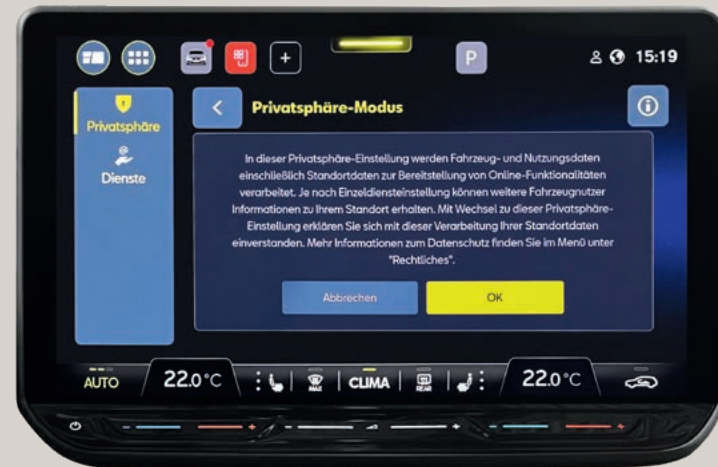 P
15:19
Privatsphäre
Dienste
Privatsphäre-Modus
In dieser Privatsphäre-Einstellung werden Fahrzeug- und Nutzungsdaten
einschließlich Standortdaten zur Bereitstellung von Online-Funktionalitäten
verarbeitet. Je nach Einzeldiensteinstellung können weitere Fahrzeugnutzer
Informationen zu Ihrem Standort erhalten. Mit Wechsel zu dieser Privatsphäre-
Einstellung erklären Sie sich mit dieser Verarbeitung Ihrer Standortdaten
einverstanden. Mehr Informationen zum Datenschutz finden Sie im Menü unter
"Rechtliches".
Abbrechen
OK
AUTO
22.0°C
MAX
CLIMA
REAR
22.0°C